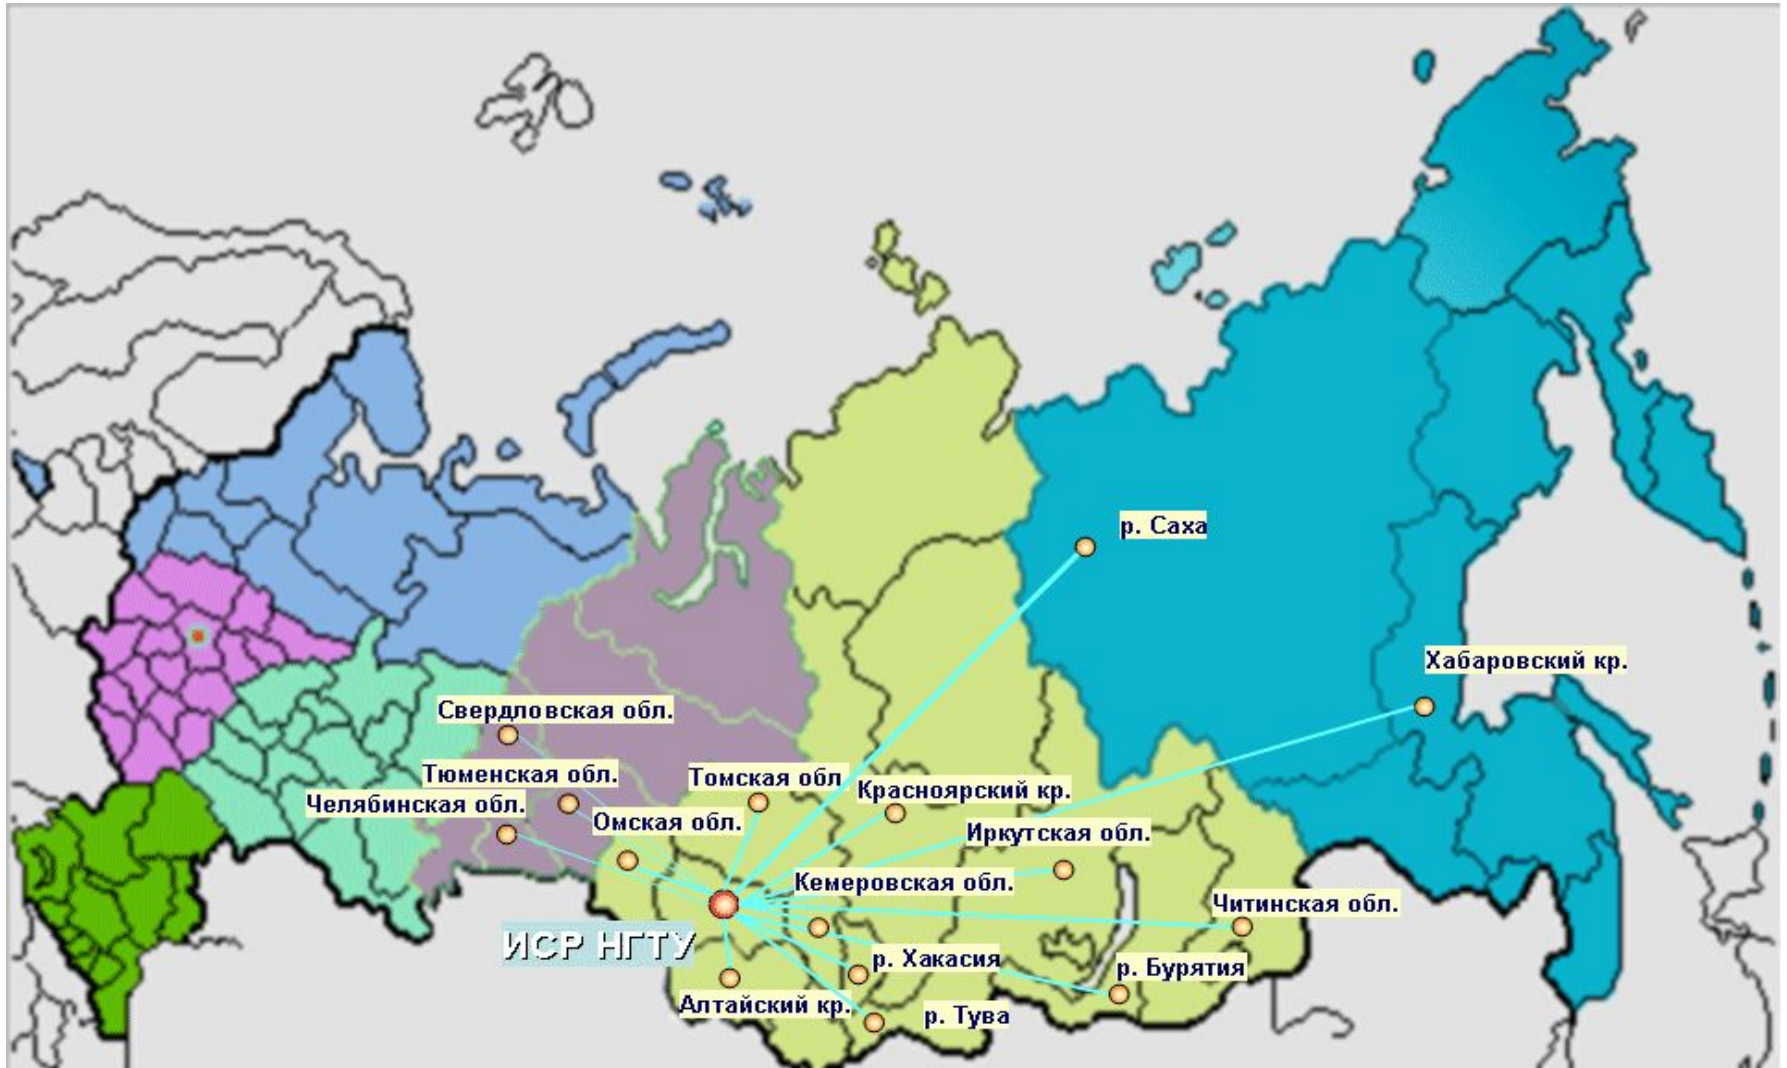 р. Саха
Хабаровский кр.
Свердловская обл.
Тюменская обл.
Томская обл
Красноярский кр.
Челябинская обл.
Омская обл.
Иркутская обл.
Кемеровская обл.
Читинская обл.
ИСР НГТУ
р. Хакасия
р. Бурятия
Алтайский кр.
р. Тува